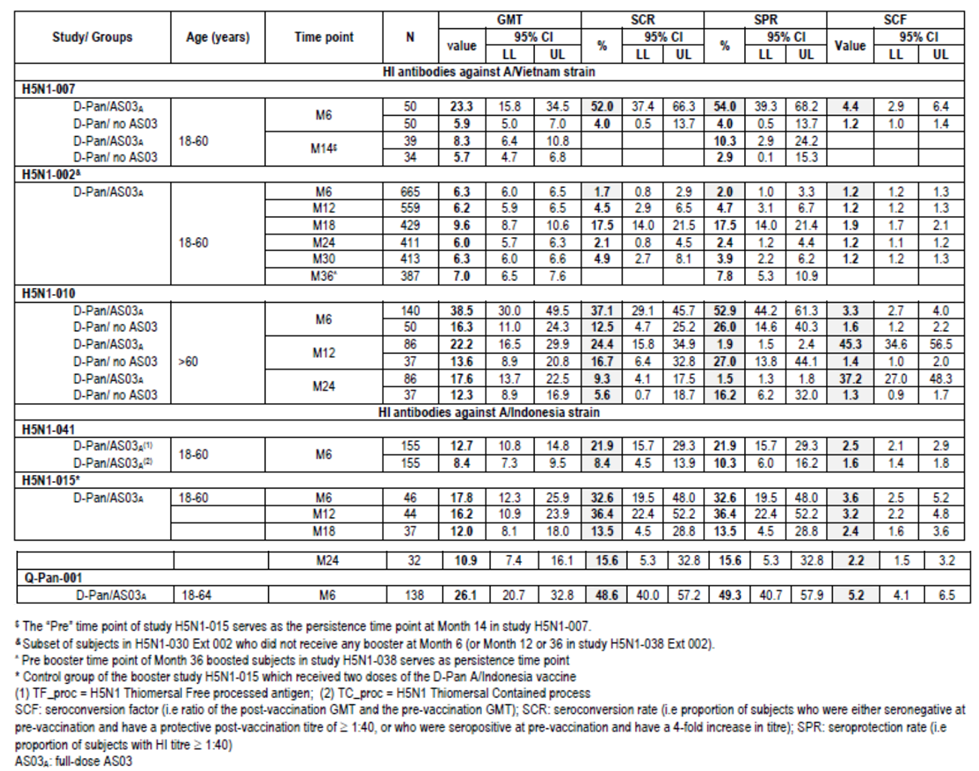 Study/ Groups Age (years) Time point N GMT SCR SPR SCF
value 95% CI % 95% CI % 95% CI Value 95% CI
LL UL LL UL LL UL LL UL
HI antibodies against A/Vietnam strain
H5N1-007
D-Pan/AS03A 18-60 M6 50 23.3 15.8 34.5 52.0 37.4 66.3 54.0 39.3 68.2 4.4 2.9 6.4
D-Pan/ no AS03 50 5.9 5.0 7.0 4.0 0.5 13.7 4.0 0.5 13.7 1.2 1.0 1.4
D-Pan/AS03A M14$ 39 8.3 6.4 10.8 10.3 2.9 24.2
D-Pan/ no AS03 34 5.7 4.7 6.8 2.9 0.1 15.3
H5N1-002&
D-Pan/AS03A 18-60 M6 665 6.3 6.0 6.5 1.7 0.8 2.9 2.0 1.0 3.3 1.2 1.2 1.3
M12 559 6.2 5.9 6.5 4.5 2.9 6.5 4.7 3.1 6.7 1.2 1.2 1.3
M18 429 9.6 8.7 10.6 17.5 14.0 21.5 17.5 14.0 21.4 1.9 1.7 2.1
M24 411 6.0 5.7 6.3 2.1 0.8 4.5 2.4 1.2 4.4 1.2 1.1 1.2
M30 413 6.3 6.0 6.6 4.9 2.7 8.1 3.9 2.2 6.2 1.2 1.2 1.3
M36^ 387 7.0 6.5 7.6 7.8 5.3 10.9
H5N1-010
D-Pan/AS03A >60 M6 140 38.5 30.0 49.5 37.1 29.1 45.7 52.9 44.2 61.3 3.3 2.7 4.0
D-Pan/ no AS03 50 16.3 11.0 24.3 12.5 4.7 25.2 26.0 14.6 40.3 1.6 1.2 2.2
D-Pan/AS03A M12 86 22.2 16.5 29.9 24.4 15.8 34.9 1.9 1.5 2.4 45.3 34.6 56.5
D-Pan/ no AS03 37 13.6 8.9 20.8 16.7 6.4 32.8 27.0 13.8 44.1 1.4 1.0 2.0
D-Pan/AS03A M24 86 17.6 13.7 22.5 9.3 4.1 17.5 1.5 1.3 1.8 37.2 27.0 48.3
D-Pan/ no AS03 37 12.3 8.9 16.9 5.6 0.7 18.7 16.2 6.2 32.0 1.3 0.9 1.7
HI antibodies against A/Indonesia strain
H5N1-041
D-Pan/AS03A(1) 18-60 M6 155 12.7 10.8 14.8 21.9 15.7 29.3 21.9 15.7 29.3 2.5 2.1 2.9
D-Pan/AS03A(2) 155 8.4 7.3 9.5 8.4 4.5 13.9 10.3 6.0 16.2 1.6 1.4 1.8
H5N1-015*
D-Pan/AS03A 18-60 M6 46 17.8 12.3 25.9 32.6 19.5 48.0 32.6 19.5 48.0 3.6 2.5 5.2
M12 44 16.2 10.9 23.9 36.4 22.4 52.2 36.4 22.4 52.2 3.2 2.2 4.8
M18 37 12.0 8.1 18.0 13.5 4.5 28.8 13.5 4.5 28.8 2.4 1.6 3.6
M24 32 10.9 7.4 16.1 15.6 5.3 32.8 15.6 5.3 32.8 2.2 1.5 3.2
Q-Pan-001
D-Pan/AS03A 18-64 M6 138 26.1 20.7 32.8 48.6 40.0 57.2 49.3 40.7 57.9 5.2 4.1 6.5
$ The “Pre” time point of study H5N1-015 serves as the persistence time point at Month 14 in study H5N1-007.
& Subset of subjects in H5N1-030 Ext 002 who did not receive any booster at Month 6 (or Month 12 or 36 in study H5N1-038 Ext 002).
^ Pre booster time point of Month 36 boosted subjects in study H5N1-038 serves as persistence time point
* Control group of the booster study H5N1-015 which received two doses of the D-Pan A/Indonesia vaccine
(1) TF_proc = H5N1 Thiomersal Free processed antigen; (2) TC_proc = H5N1 Thiomersal Contained process
SCF: seroconversion factor (i.e ratio of the post-vaccination GMT and the pre-vaccination GMT); SCR: seroconversion rate (i.e proportion of subjects who were either seronegative at
pre-vaccination and have a protective post-vaccination titre of ≥ 1:40, or who were seropositive at pre-vaccination and have a 4-fold increase in titre); SPR: seroprotection rate (i.e
proportion of subjects with HI titre ≥ 1:40)
AS03A: full-dose AS03